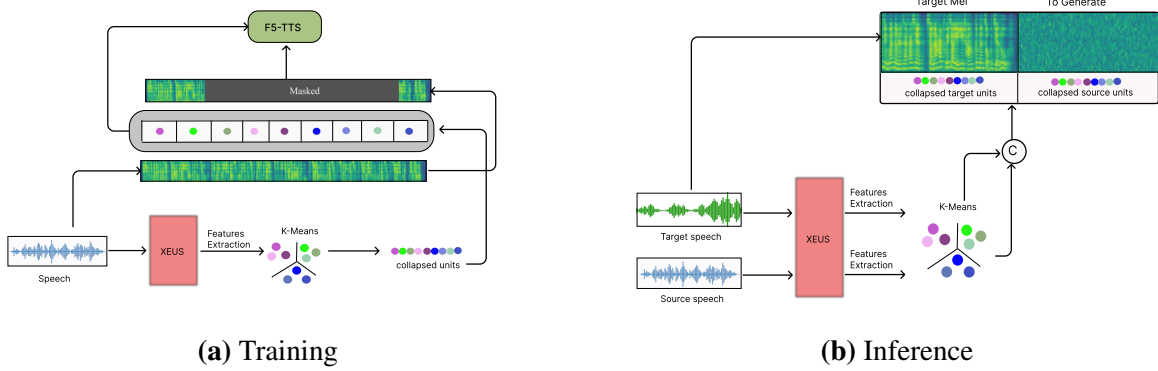 F5-TTS
Masked
Speech
XEUS
Features
Extraction
K-Means
collapsed units
(a) Training
Target Mel
To Generate
collapsed target units
collapsed source units
C
Target speech
Source speech
XEUS
Features
Extraction
Features
Extraction
K-Means
(b) Inference